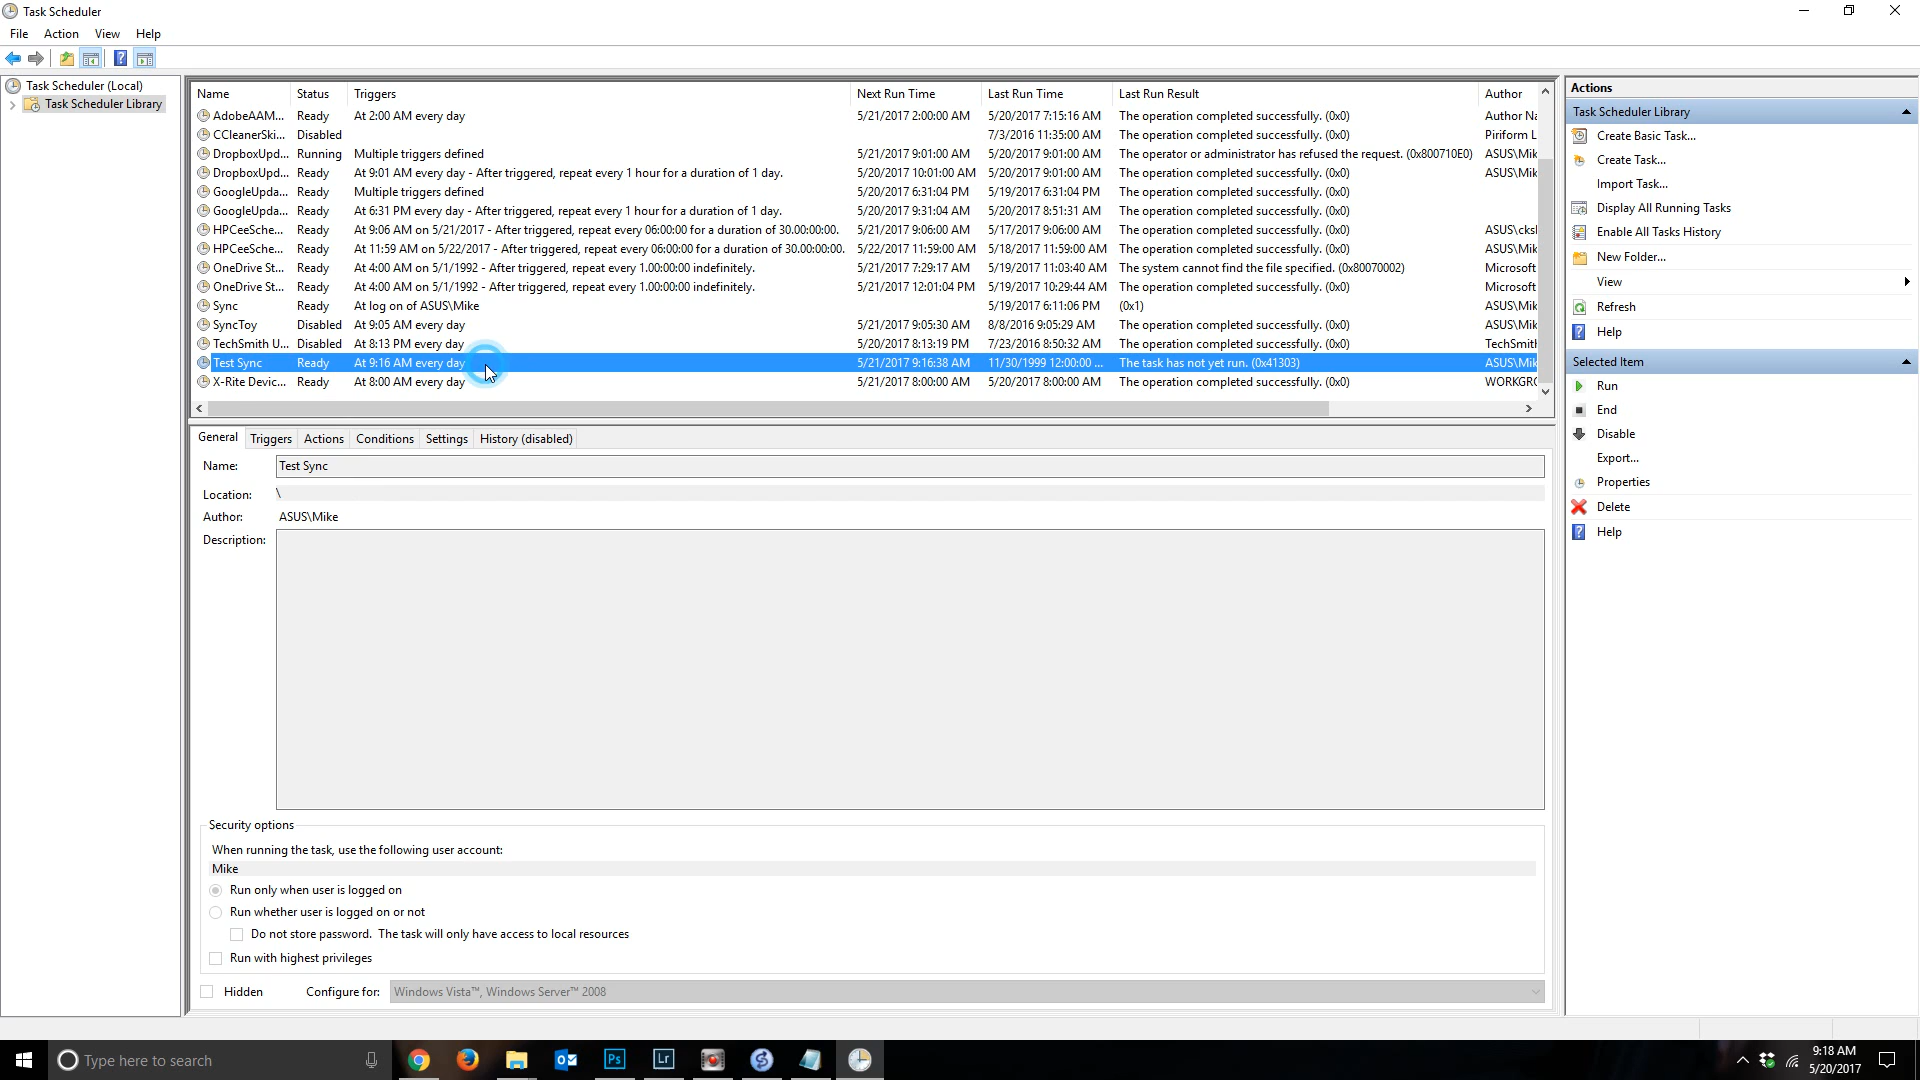 Task Scheduler
File Action View Help
Task Scheduler (Local)
Task Scheduler Library
Name Status Triggers Next Run Time Last Run Time Last Run Result Author
AdobeAAM... Ready At 2:00 AM every day 5/21/2017 2:00:00 AM 5/20/2017 7:15:16 AM The operation completed successfully. (0x0) Author Na
CCleanerSki... Disabled 7/3/2016 11:35:00 AM The operation completed successfully. (0x0) Piriform L
DropboxUpd... Running Multiple triggers defined 5/21/2017 9:01:00 AM 5/20/2017 9:01:00 AM The operator or administrator has refused the request. (0x800710E0) ASUS\Mik
DropboxUpd... Ready At 9:01 AM every day - After triggered, repeat every 1 hour for a duration of 1 day. 5/20/2017 10:01:00 AM 5/20/2017 9:01:00 AM The operation completed successfully. (0x0) ASUS\Mik
GoogleUpda... Ready Multiple triggers defined 5/20/2017 6:31:04 PM 5/19/2017 6:31:04 PM The operation completed successfully. (0x0)
GoogleUpda... Ready At 6:31 PM every day - After triggered, repeat every 1 hour for a duration of 1 day. 5/20/2017 9:31:04 AM 5/20/2017 8:51:31 AM The operation completed successfully. (0x0)
HPCeeSche... Ready At 9:06 AM on 5/21/2017 - After triggered, repeat every 06:00:00 for a duration of 30.00:00:00. 5/21/2017 9:06:00 AM 5/17/2017 9:06:00 AM The operation completed successfully. (0x0) ASUS\cksl
HPCeeSche... Ready At 11:59 AM on 5/22/2017 - After triggered, repeat every 06:00:00 for a duration of 30.00:00:00. 5/22/2017 11:59:00 AM 5/18/2017 11:59:00 AM The operation completed successfully. (0x0) ASUS\Mik
OneDrive St... Ready At 4:00 AM on 5/1/1992 - After triggered, repeat every 1.00:00:00 indefinitely. 5/21/2017 7:29:17 AM 5/19/2017 11:03:40 AM The system cannot find the file specified. (0x80070002) Microsoft
OneDrive St... Ready At 4:00 AM on 5/1/1992 - After triggered, repeat every 1.00:00:00 indefinitely. 5/21/2017 12:01:04 PM 5/19/2017 10:29:44 AM The operation completed successfully. (0x0) Microsoft
Sync Ready At log on of ASUS\Mike 5/19/2017 6:11:06 PM (0x1) ASUS\Mik
SyncToy Disabled At 9:05 AM every day 5/21/2017 9:05:30 AM 8/8/2016 9:05:29 AM The operation completed successfully. (0x0) ASUS\Mik
TechSmith U... Disabled At 8:13 PM every day 5/20/2017 8:13:19 PM 7/23/2016 8:50:32 AM The operation completed successfully. (0x0) TechSmith
Test Sync Ready At 9:16 AM every day 5/21/2017 9:16:38 AM 11/30/1999 12:00:00 ... The task has not yet run. (0x41303) ASUS\Mik
X-Rite Devic... Ready At 8:00 AM every day 5/21/2017 8:00:00 AM 5/20/2017 8:00:00 AM The operation completed successfully. (0x0) WORKGRO
General Triggers Actions Conditions Settings History (disabled)
Name: Test Sync
Location: \
Author: ASUS\Mike
Description:
Security options
When running the task, use the following user account:
Mike
Run only when user is logged on
Run whether user is logged on or not
Do not store password. The task will only have access to local resources
Run with highest privileges
Hidden Configure for: Windows Vista™, Windows Server™ 2008
Actions
Task Scheduler Library
Create Basic Task...
Create Task...
Import Task...
Display All Running Tasks
Enable All Tasks History
New Folder...
View
Refresh
Help
Selected Item
Run
End
Disable
Export...
Properties
Delete
Help
Type here to search
Ps
Lr
9:18 AM
5/20/2017